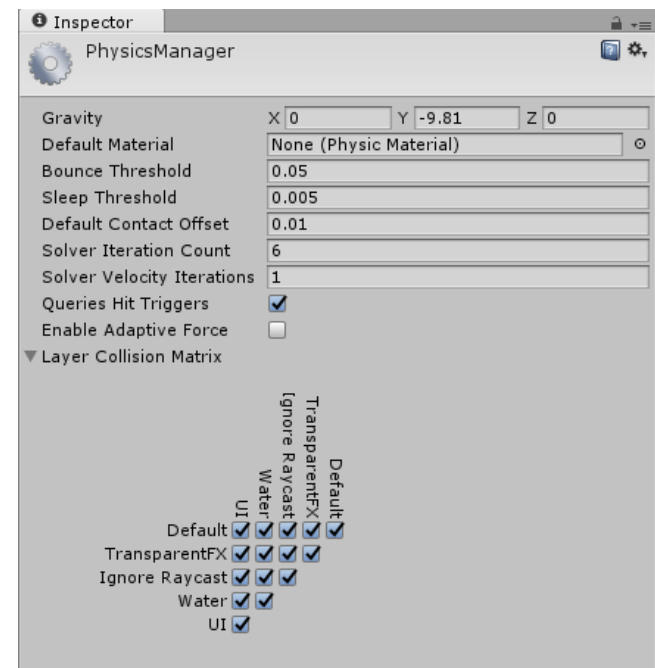 Inspector
PhysicsManager
Gravity X 0 Y -9.81 Z 0
Default Material None (Physic Material)
Bounce Threshold 0.05
Sleep Threshold 0.005
Default Contact Offset 0.01
Solver Iteration Count 6
Solver Velocity Iterations 1
Queries Hit Triggers
Enable Adaptive Force
Layer Collision Matrix
UI
Water
Ignore Raycast
TransparentFX
Default
Default
TransparentFX
Ignore Raycast
Water
UI